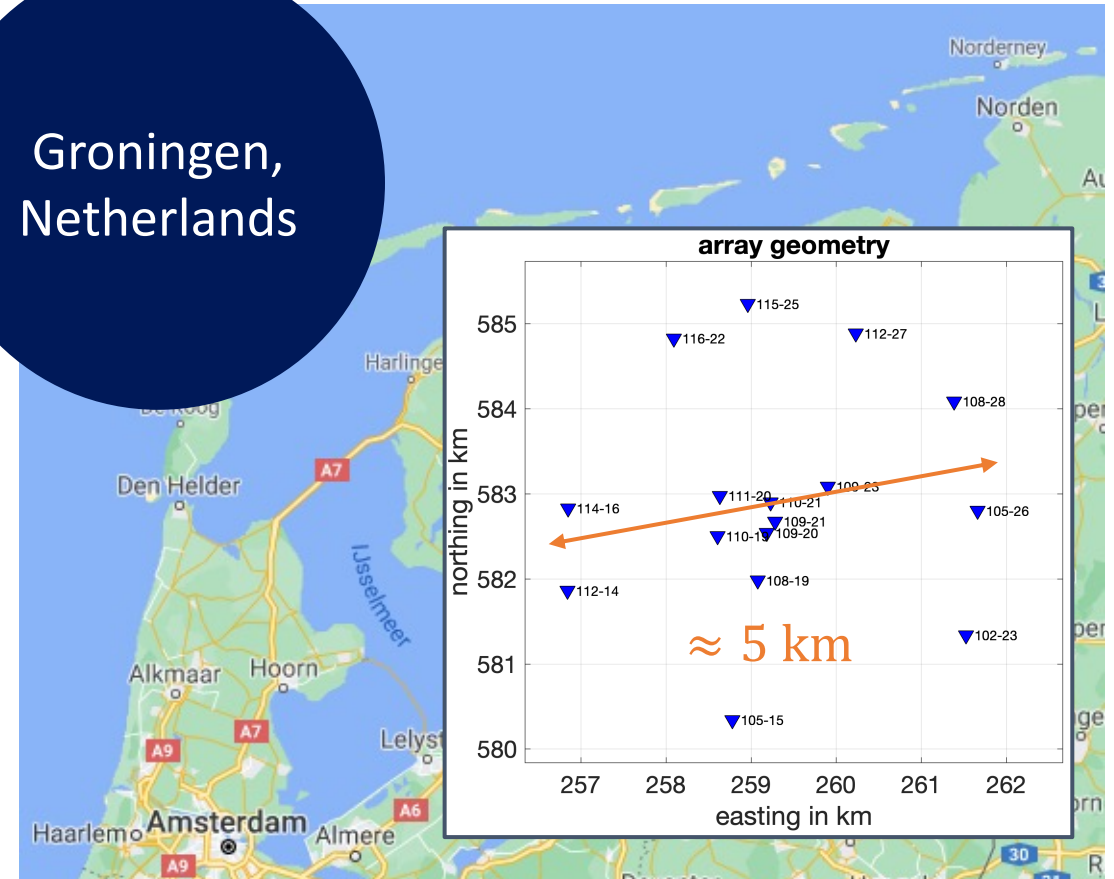 Groningen,
Netherlands
Norderney
Norden
Au
Harlinge
De Koog
Den Helder
A7
IJsselmeer
Alkmaar
Hoorn
A7
A9
Lelyst
A6
Haarlem
Amsterdam
Almere
A9
30
array geometry
northing in km
585
584
583
582
581
580
115-25
116-22
112-27
108-28
109-23
111-20
110-21
114-16
105-26
109-21
110-19
109-20
108-19
112-14
102-23
≈ 5 km
105-15
257
258
259
260
261
262
easting in km